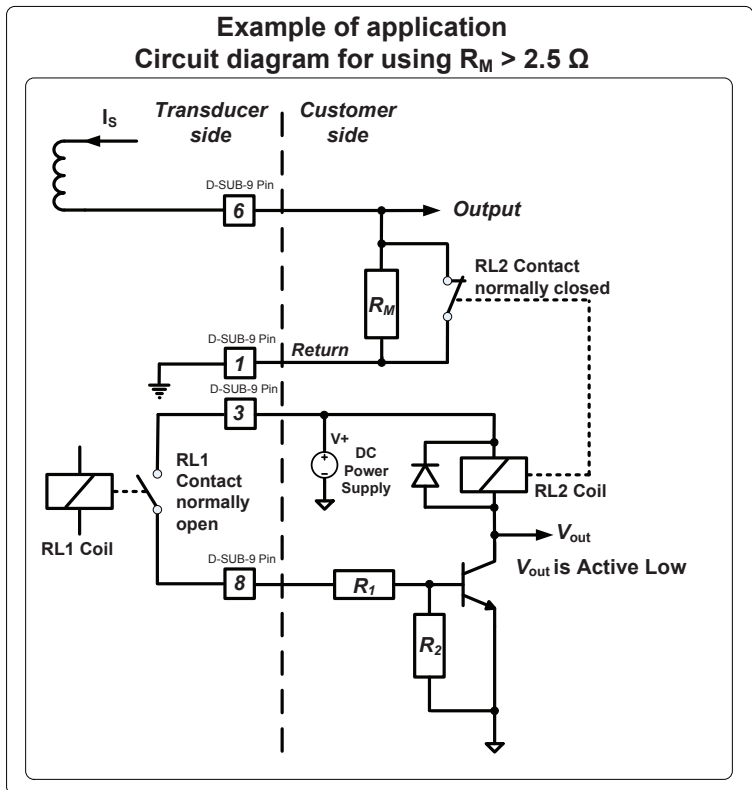 Example of application
Circuit diagram for using RM > 2.5 Ω
IS
Transducer
side
Customer
side
D-SUB-9 Pin
6
Output
RM
RL2 Contact
normally closed
D-SUB-9 Pin
1
Return
D-SUB-9 Pin
3
RL1
Contact
normally
open
RL1 Coil
V+
DC
Power
Supply
+
-
RL2 Coil
Vout
Vout is Active Low
D-SUB-9 Pin
8
R1
R2